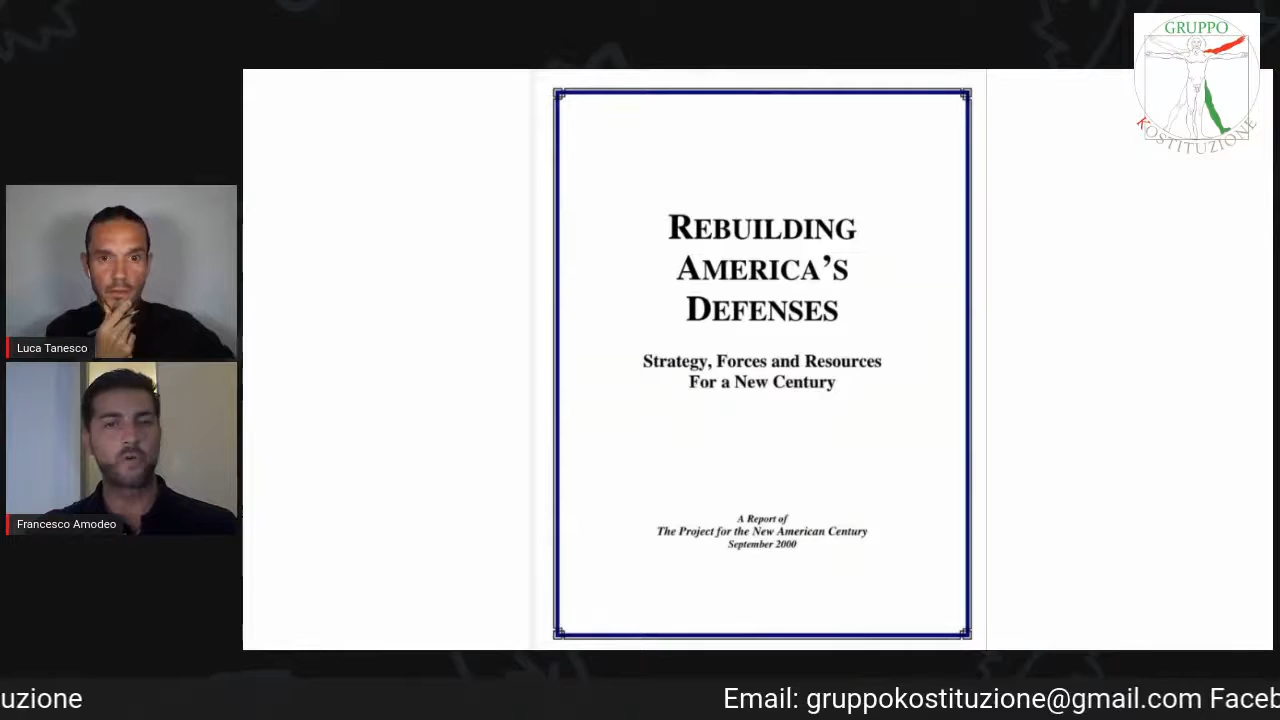 GRUPPO
KOSTITUZIONE
REBUILDING
AMERICA'S
DEFENSES
Strategy, Forces and Resources
For a New Century
A Report of
The Project for the New American Century
September 2000
Luca Tanesco
Francesco Amodeo
uzione
Email: gruppokostituzione@gmail.com Faceb